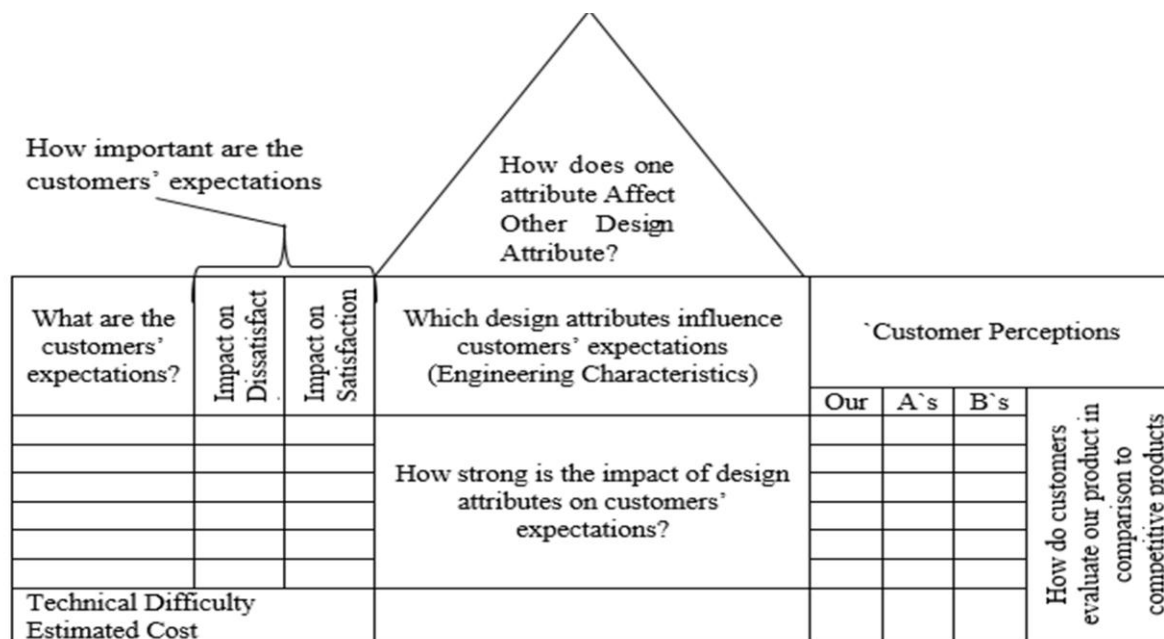 How important are the
customers' expectations
How does one
attribute Affect
Other Design
Attribute?
What are the
customers'
expectations?
Impact on
Dissatisfact
Impact on
Satisfaction
Which design attributes influence
customers' expectations
(Engineering Characteristics)
`Customer Perceptions
Our
A`s
B`s
How strong is the impact of design
attributes on customers'
expectations?
How do customers
evaluate our product in
comparison to
competitive products
Technical Difficulty
Estimated Cost